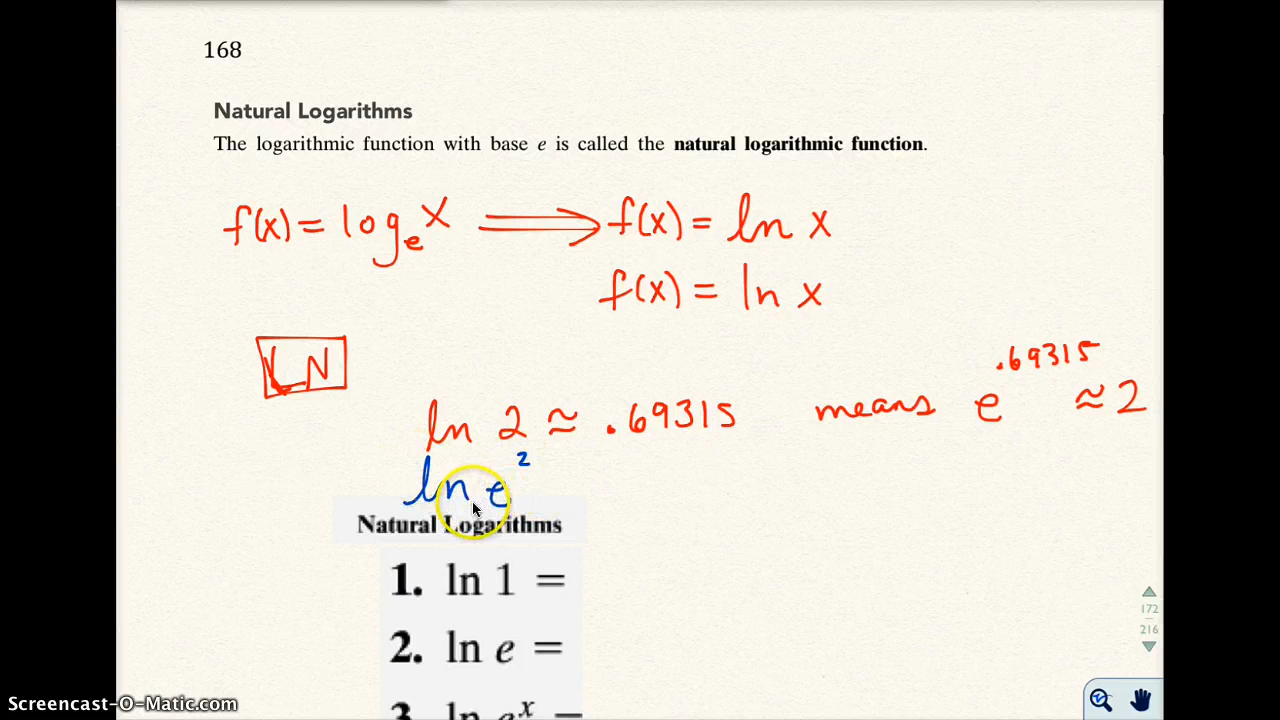 168
Natural Logarithms
The logarithmic function with base e is called the natural logarithmic function.
f(x) = log_e x ⟹ f(x) = ln x
f(x) = ln x
LN
ln 2 ≈ .69315 means e^.69315 ≈ 2
ln e^2
Natural Logarithms
1. ln 1 =
2. ln e =
3. ln e^x =
172
216
Screencast-O-Matic.com